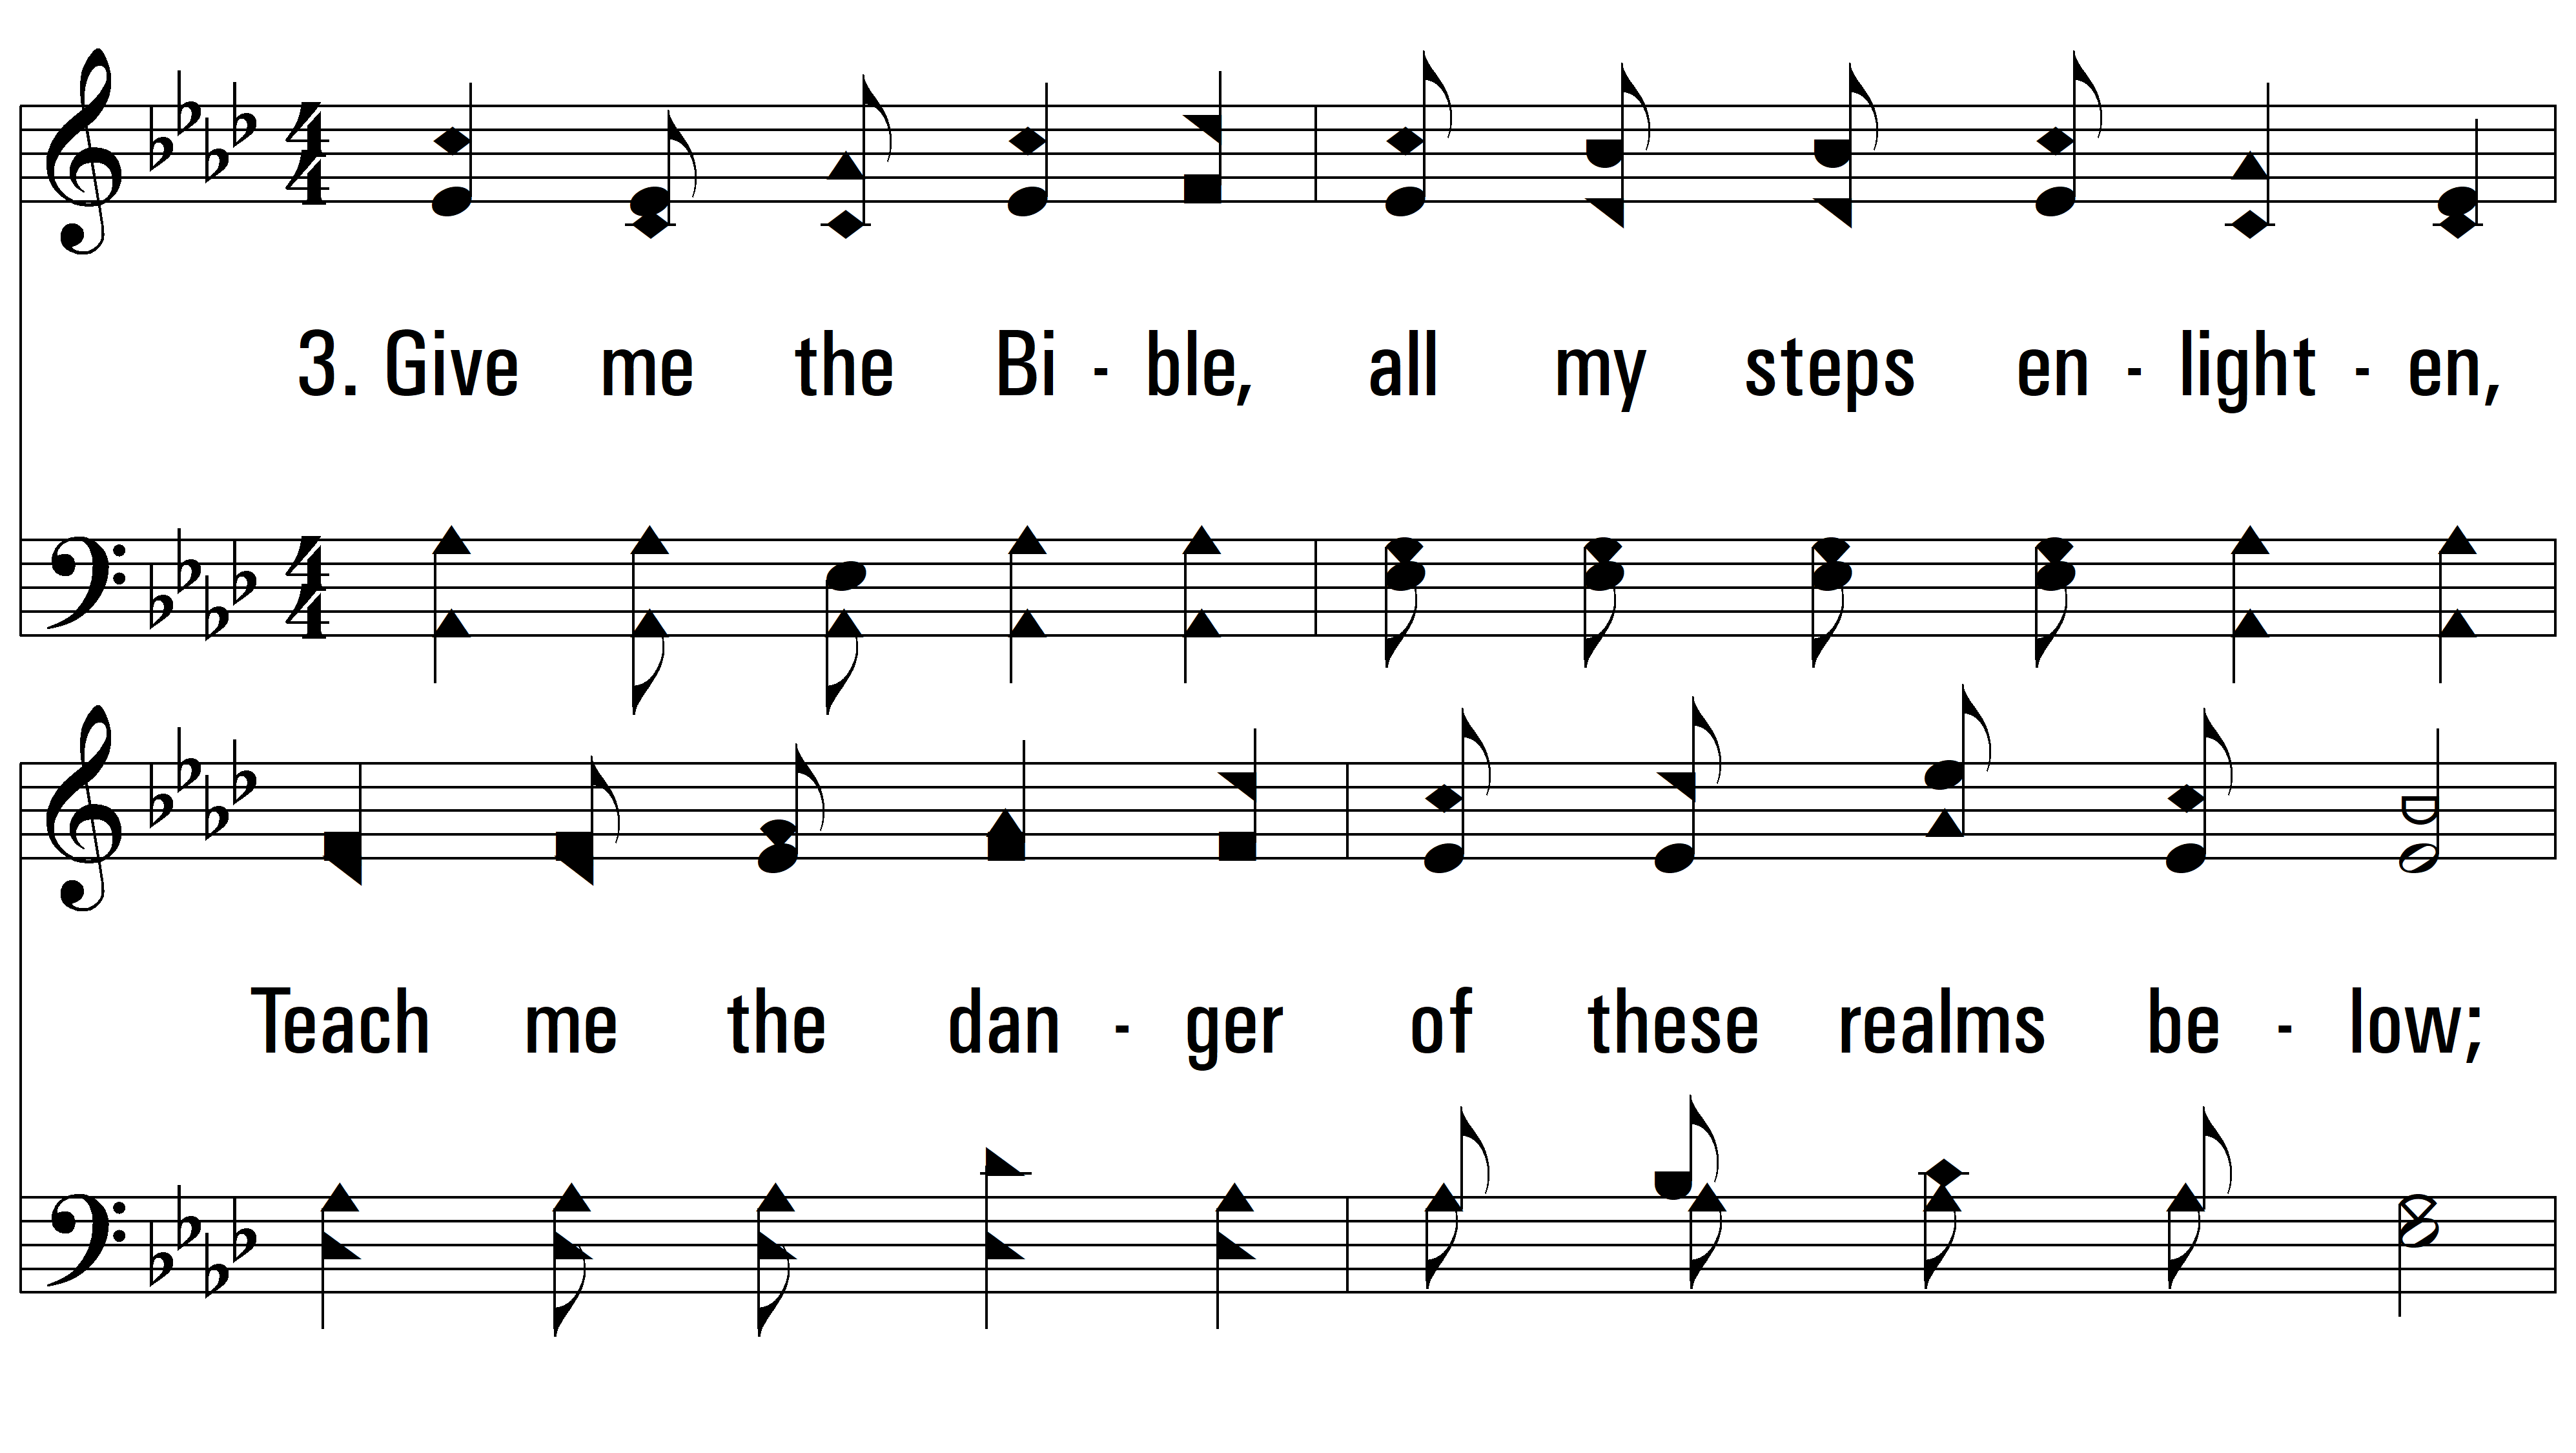 3. Give me the Bi - ble, all my steps en - light - en,
Teach me the dan - ger of these realms be - low;